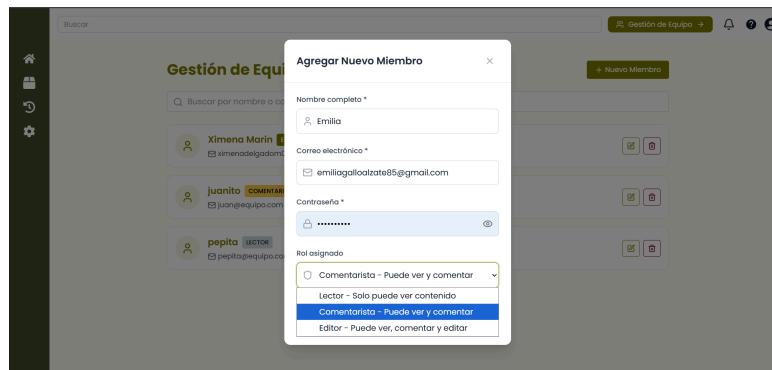 Buscar
Gestión de Equipo →
Gestión de Equi
+ Nuevo Miembro
Buscar por nombre o co
Ximena Marin
ximenadelgadom
juanito COMENTARI
juan@equipo.com
pepita LECTOR
pepita@equipo.co
Agregar Nuevo Miembro
Nombre completo *
Emilia
Correo electrónico *
emiliagalloalzate85@gmail.com
Contraseña *
••••••••••
Rol asignado
Comentarista - Puede ver y comentar
Lector - Solo puede ver contenido
Comentarista - Puede ver y comentar
Editor - Puede ver, comentar y editar